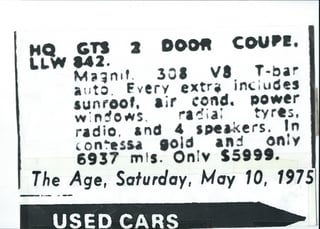 HQ GTS 2 DOOR COUPE.
LLW 842.
Magnif. 308 V8 T-bar
auto. Every extra includes
sunroof, air cond. power
windows. radial tyres,
radio, and 4 speakers. In
contessa gold and only
6937 mls. Only $5999.
The Age, Saturday, May 10, 1975
USED CARS